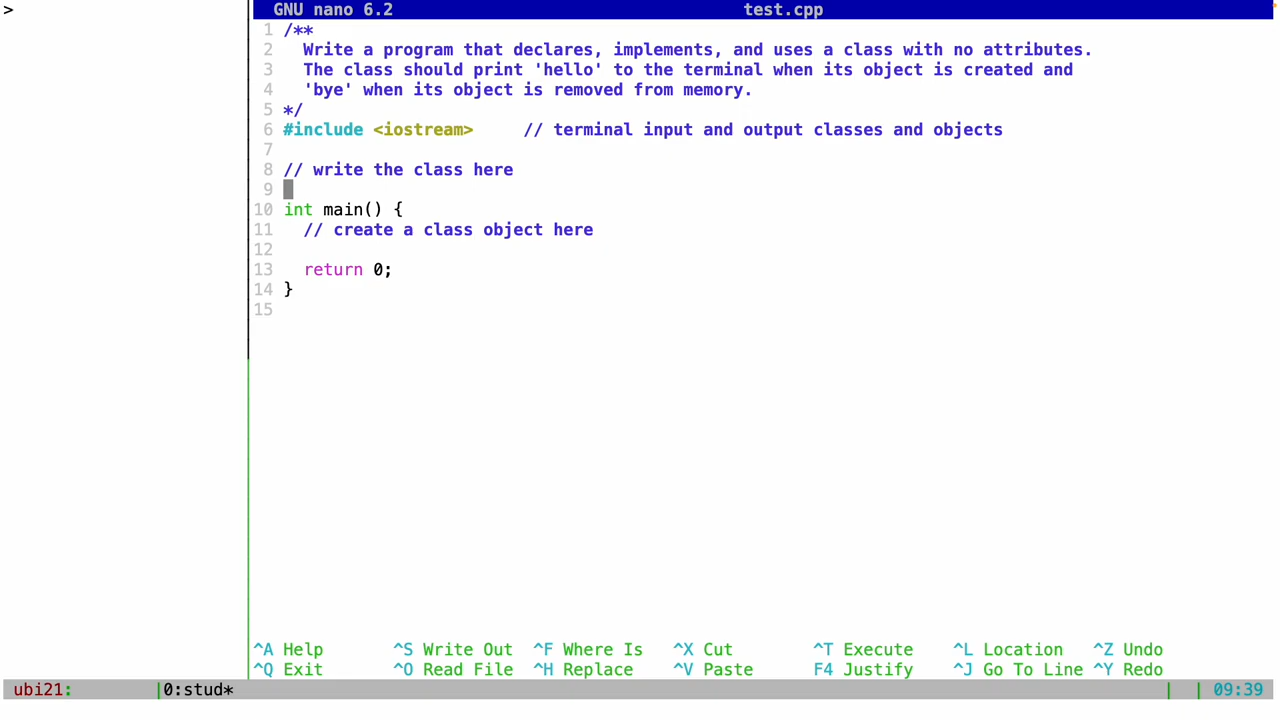 >
GNU nano 6.2 test.cpp
1 /**
2   Write a program that declares, implements, and uses a class with no attributes.
3   The class should print 'hello' to the terminal when its object is created and
4   'bye' when its object is removed from memory.
5 */
6 #include <iostream>     // terminal input and output classes and objects
7
8 // write the class here
9
10 int main() {
11   // create a class object here
12
13   return 0;
14 }
15
^A Help ^S Write Out ^F Where Is ^X Cut ^T Execute ^L Location ^Z Undo
^Q Exit ^O Read File ^H Replace ^V Paste F4 Justify ^J Go To Line ^Y Redo
ubi21: |0:stud* | | 09:39